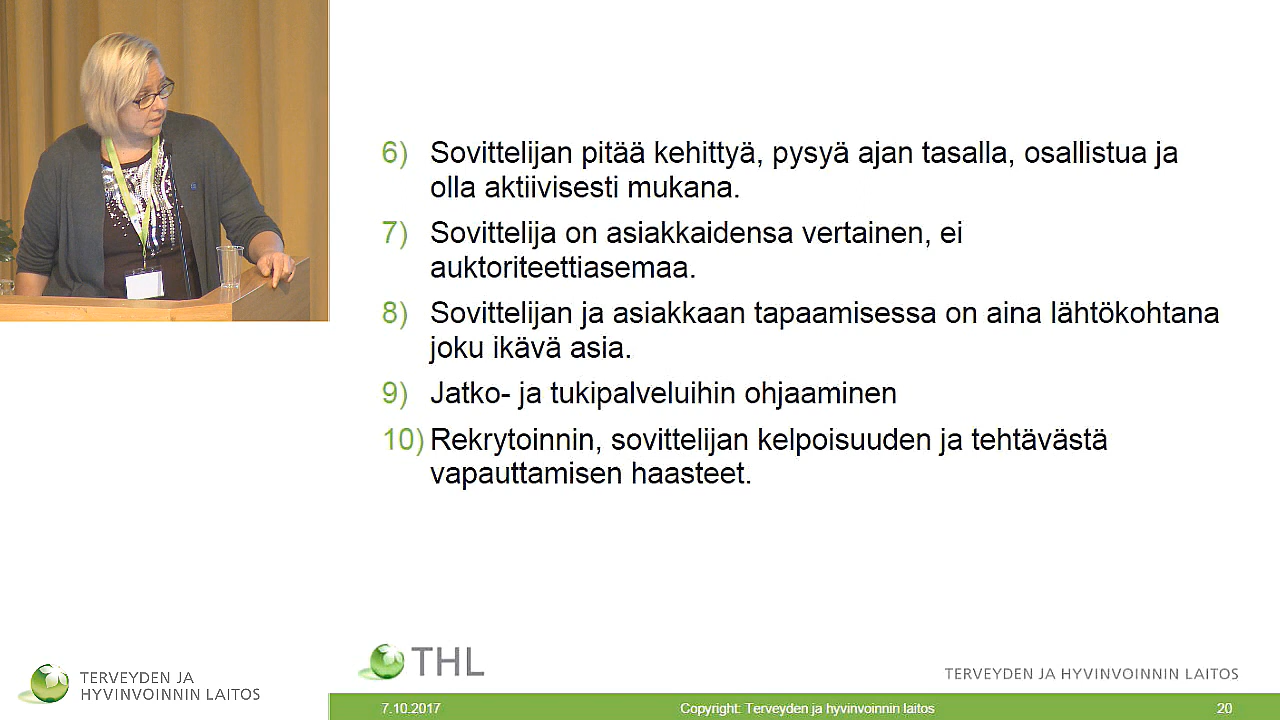 6) Sovittelijan pitää kehittyä, pysyä ajan tasalla, osallistua ja
olla aktiivisesti mukana.
7) Sovittelija on asiakkaidensa vertainen, ei
auktoriteettiasemaa.
8) Sovittelijan ja asiakkaan tapaamisessa on aina lähtökohtana
joku ikävä asia.
9) Jatko- ja tukipalveluihin ohjaaminen
10) Rekrytoinnin, sovittelijan kelpoisuuden ja tehtävästä
vapauttamisen haasteet.
TERVEYDEN JA
HYVINVOINNIN LAITOS
THL
TERVEYDEN JA HYVINVOINNIN LAITOS
7.10.2017
Copyright: Terveyden ja hyvinvoinnin laitos
20